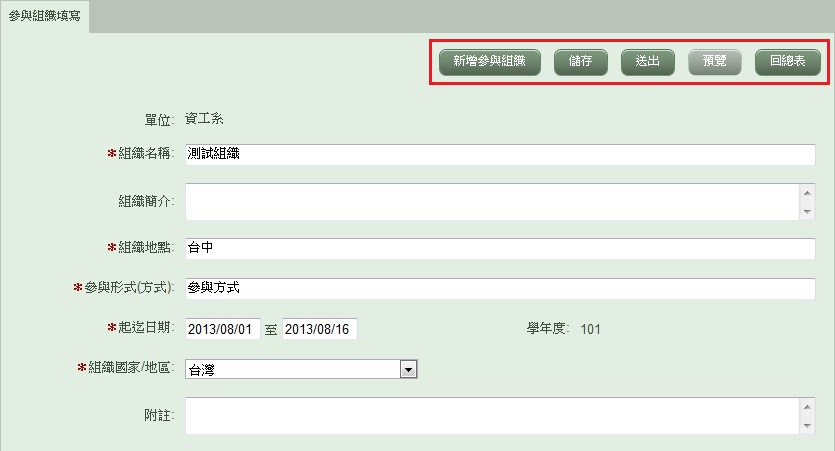 參與組織填寫
新增參與組織 儲存 送出 預覽 回總表
單位: 資工系
*組織名稱: 測試組織
組織簡介:
*組織地點: 台中
*參與形式(方式): 參與方式
*起迄日期: 2013/08/01 至 2013/08/16 學年度: 101
*組織國家/地區: 台灣
附註: